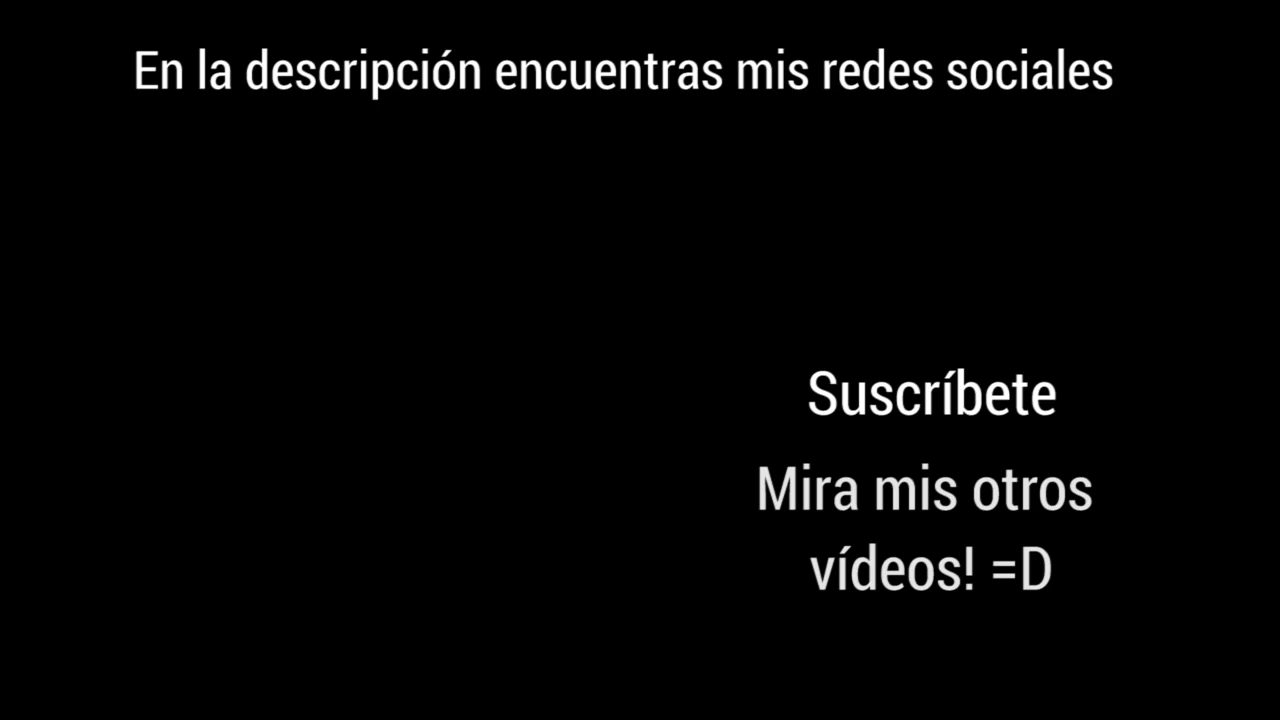 En la descripción encuentras mis redes sociales
Suscríbete
Mira mis otros
vídeos! =D